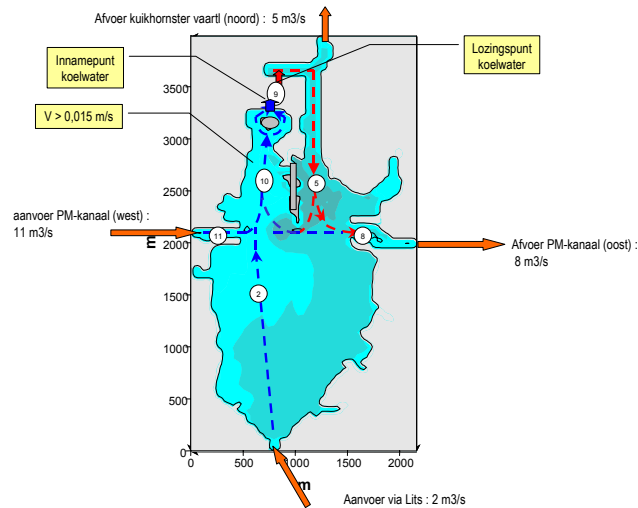 Afvoer kuikhornster vaartl (noord) : 5 m3/s
Innamepunt
koelwater
Lozingspunt
koelwater
V > 0,015 m/s
3500
3000
2500
2000
1500
1000
500
0
m
9
10
5
11
8
2
aanvoer PM-kanaal (west) :
11 m3/s
Afvoer PM-kanaal (oost) :
8 m3/s
0
500
1000
1500
2000
m
Aanvoer via Lits : 2 m3/s